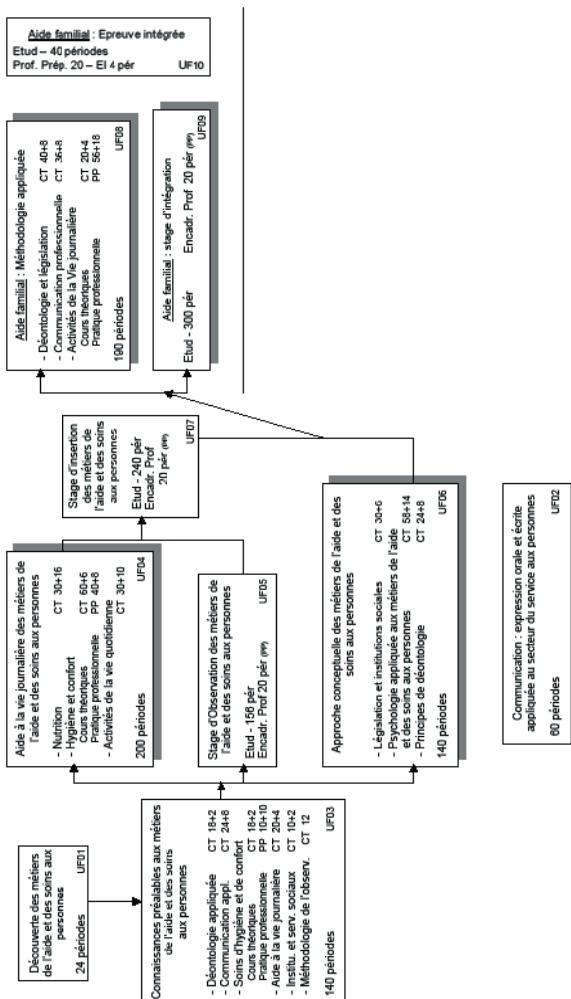 Découverte des métiers
de l'aide et des soins aux
personnes
24 périodes UF01
Connaissances préalables aux métiers
de l'aide et des soins
aux personnes
- Déontologie appliquée CT 18+2
- Communication appl. CT 24+8
- Soins d'hygiène et de confort
Cours théoriques CT 18+2
Pratique professionnelle PP 10+10
- Aide à la vie journalière CT 20+4
- Institu. et serv. sociaux CT 10+2
- Méthodologie de l'observ. CT 12
140 périodes UF03
Aide à la vie journalière des métiers de
l'aide et des soins aux personnes
- Nutrition CT 30+16
- Hygiène et confort
Cours théoriques CT 60+6
Pratique professionnelle PP 40+8
- Activités de la vie quotidienne
CT 30+10
200 périodes UF04
Stage d'Observation des métiers de
l'aide et des soins aux personnes
Etud - 160 pér
Encadr. Prof 20 pér (PP) UF05
Approche conceptuelle des métiers de l'aide et des
soins aux personnes
- Législation et institutions sociales CT 30+6
- Psychologie appliquée aux métiers de l'aide
et des soins aux personnes CT 58+14
- Principes de déontologie CT 24+8
140 périodes UF06
Communication : expression orale et écrite
appliquée au secteur du service aux personnes
60 périodes UF02
Stage d'insertion
des métiers de
l'aide et des soins
aux personnes
Etud - 240 pér
Encadr. Prof
20 pér (PP)
UF07
Aide familial : Méthodologie appliquée
- Déontologie et législation CT 40+8
- Communication professionnelle CT 36+8
- Activités de la Vie journalière
Cours théoriques CT 20+4
Pratique professionnelle PP 56+18
190 périodes UF08
Aide familial : stage d'intégration
Etud - 300 pér Encadr. Prof 20 pér (PP)
UF09
Aide familial : Epreuve intégrée
Etud – 40 périodes
Prof. Prép. 20 – EI 4 pér UF10